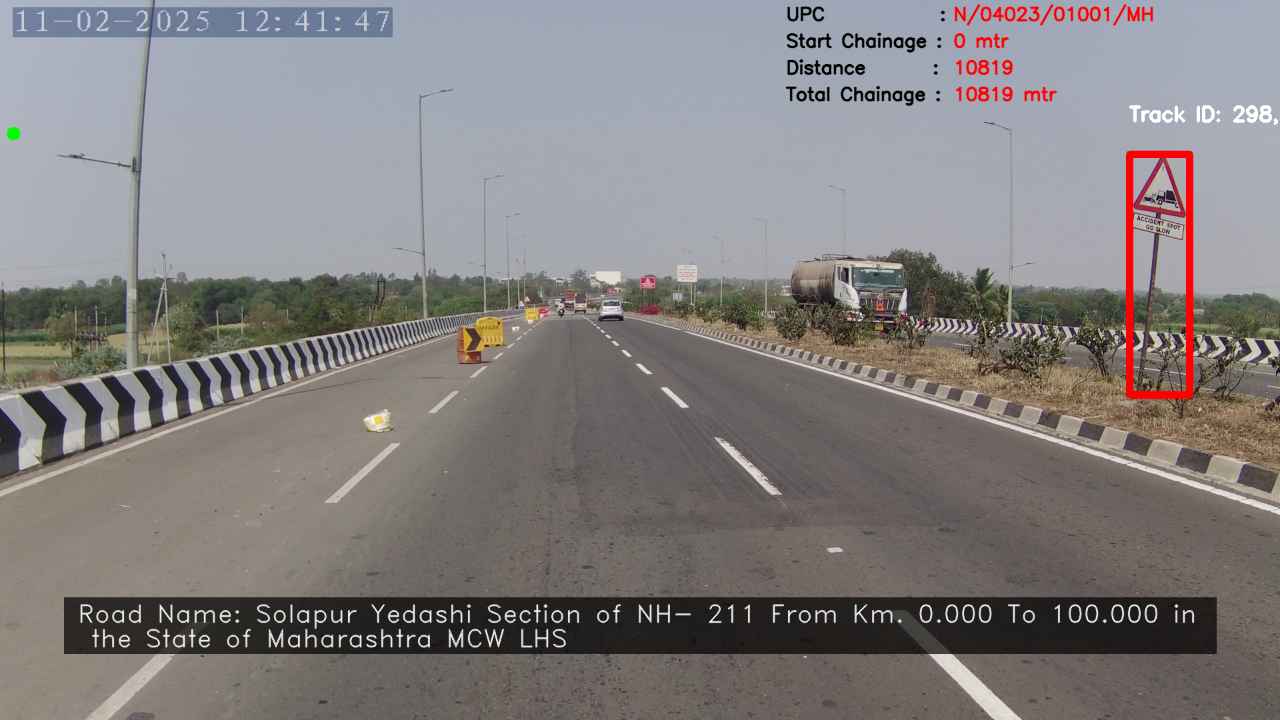 11-02-2025 12:41:47
UPC : N/04023/01001/MH
Start Chainage : 0 mtr
Distance : 10819
Total Chainage : 10819 mtr
Track ID: 298,
ACCIDENT SPOT
GO SLOW
Road Name: Solapur Yedashi Section of NH- 211 From Km. 0.000 To 100.000 in
the State of Maharashtra MCW LHS